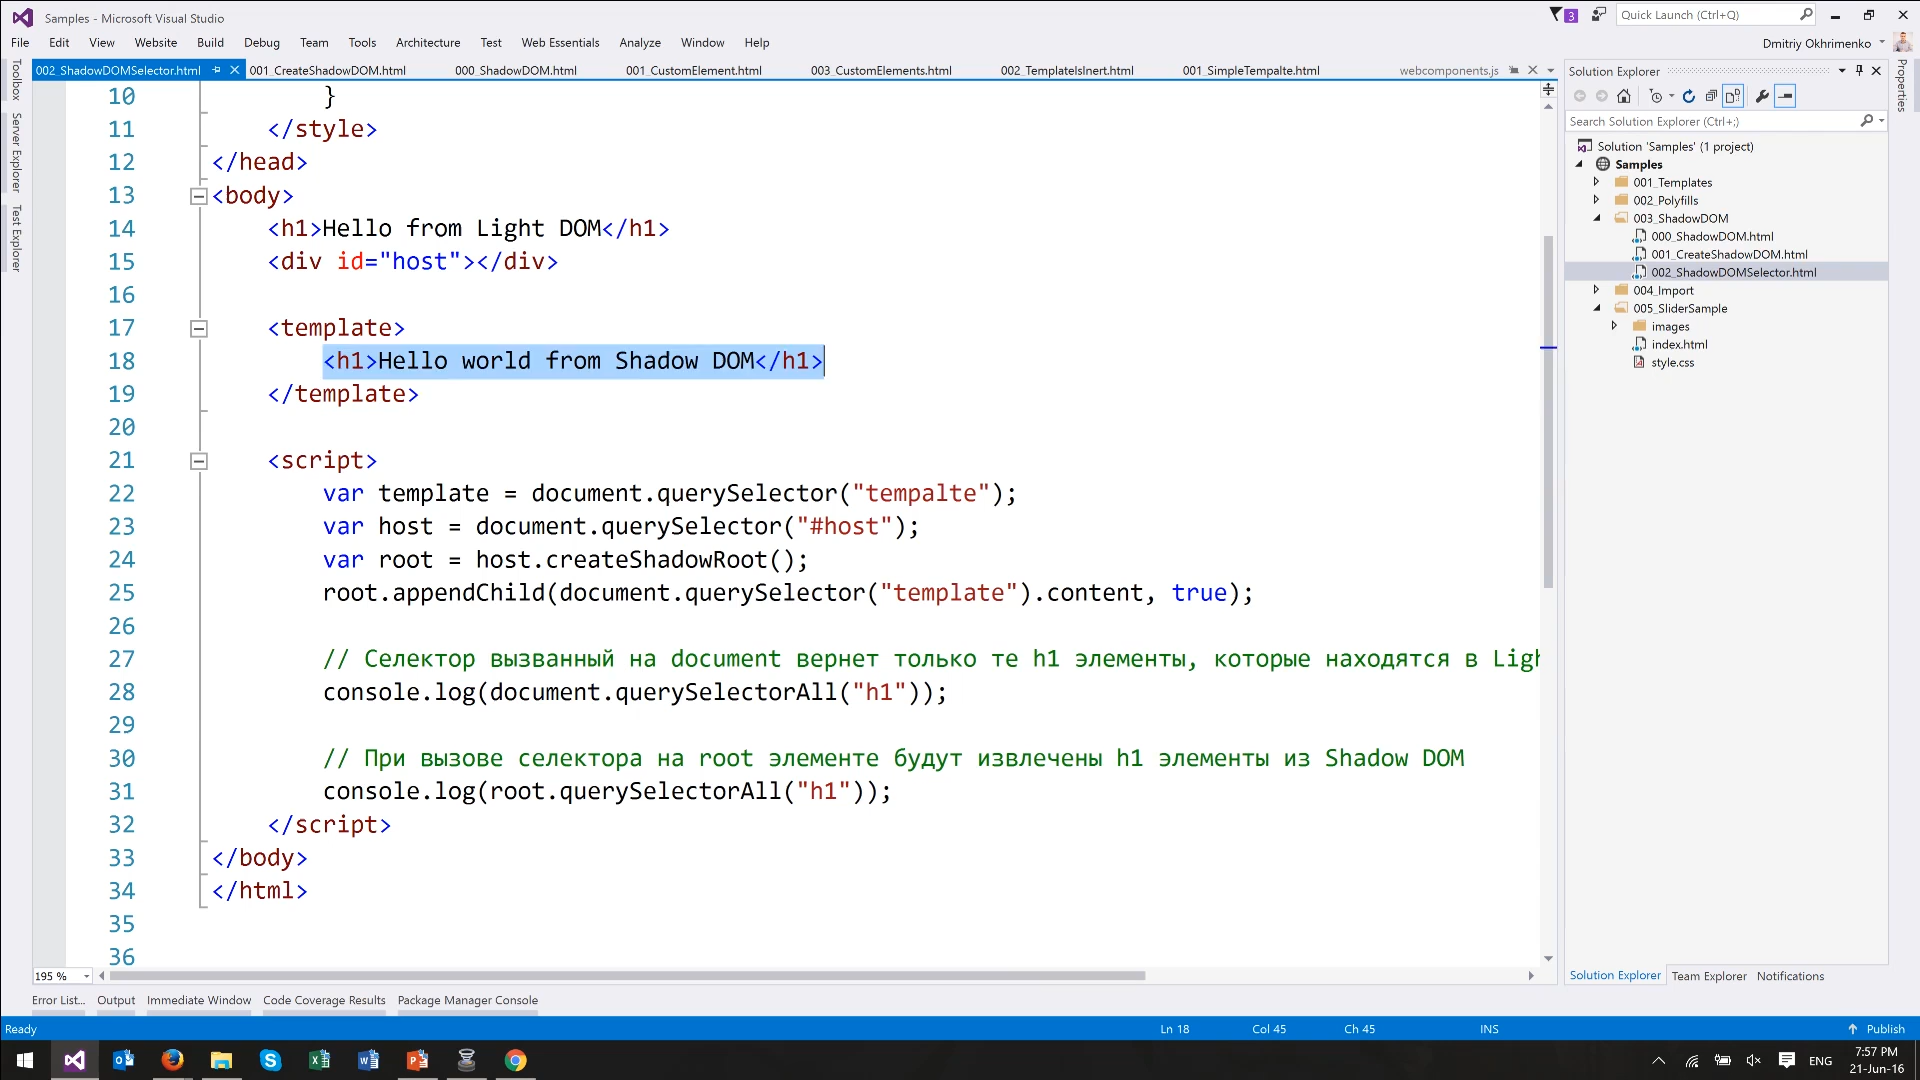 Samples - Microsoft Visual Studio
3
Quick Launch (Ctrl+Q)
File Edit View Website Build Debug Team Tools Architecture Test Web Essentials Analyze Window Help
Dmitriy Okhrimenko
002_ShadowDOMSelector.html 001_CreateShadowDOM.html 000_ShadowDOM.html 001_CustomElement.html 003_CustomElements.html 002_TemplateIsInert.html 001_SimpleTempalte.html webcomponents.js
Toolbox
Server Explorer
Test Explorer
10 }
11 </style>
12 </head>
13 <body>
14 <h1>Hello from Light DOM</h1>
15 <div id="host"></div>
16
17 <template>
18 <h1>Hello world from Shadow DOM</h1>
19 </template>
20
21 <script>
22 var template = document.querySelector("tempalte");
23 var host = document.querySelector("#host");
24 var root = host.createShadowRoot();
25 root.appendChild(document.querySelector("template").content, true);
26
27 // Селектор вызванный на document вернет только те h1 элементы, которые находятся в Ligh
28 console.log(document.querySelectorAll("h1"));
29
30 // При вызове селектора на root элементе будут извлечены h1 элементы из Shadow DOM
31 console.log(root.querySelectorAll("h1"));
32 </script>
33 </body>
34 </html>
35
36
195 %
Solution Explorer
Search Solution Explorer (Ctrl+;)
Solution 'Samples' (1 project)
Samples
001_Templates
002_Polyfills
003_ShadowDOM
000_ShadowDOM.html
001_CreateShadowDOM.html
002_ShadowDOMSelector.html
004_Import
005_SliderSample
images
index.html
style.css
Solution Explorer Team Explorer Notifications
Properties
Error List... Output Immediate Window Code Coverage Results Package Manager Console
Ready Ln 18 Col 45 Ch 45 INS Publish
ENG
7:57 PM
21-Jun-16